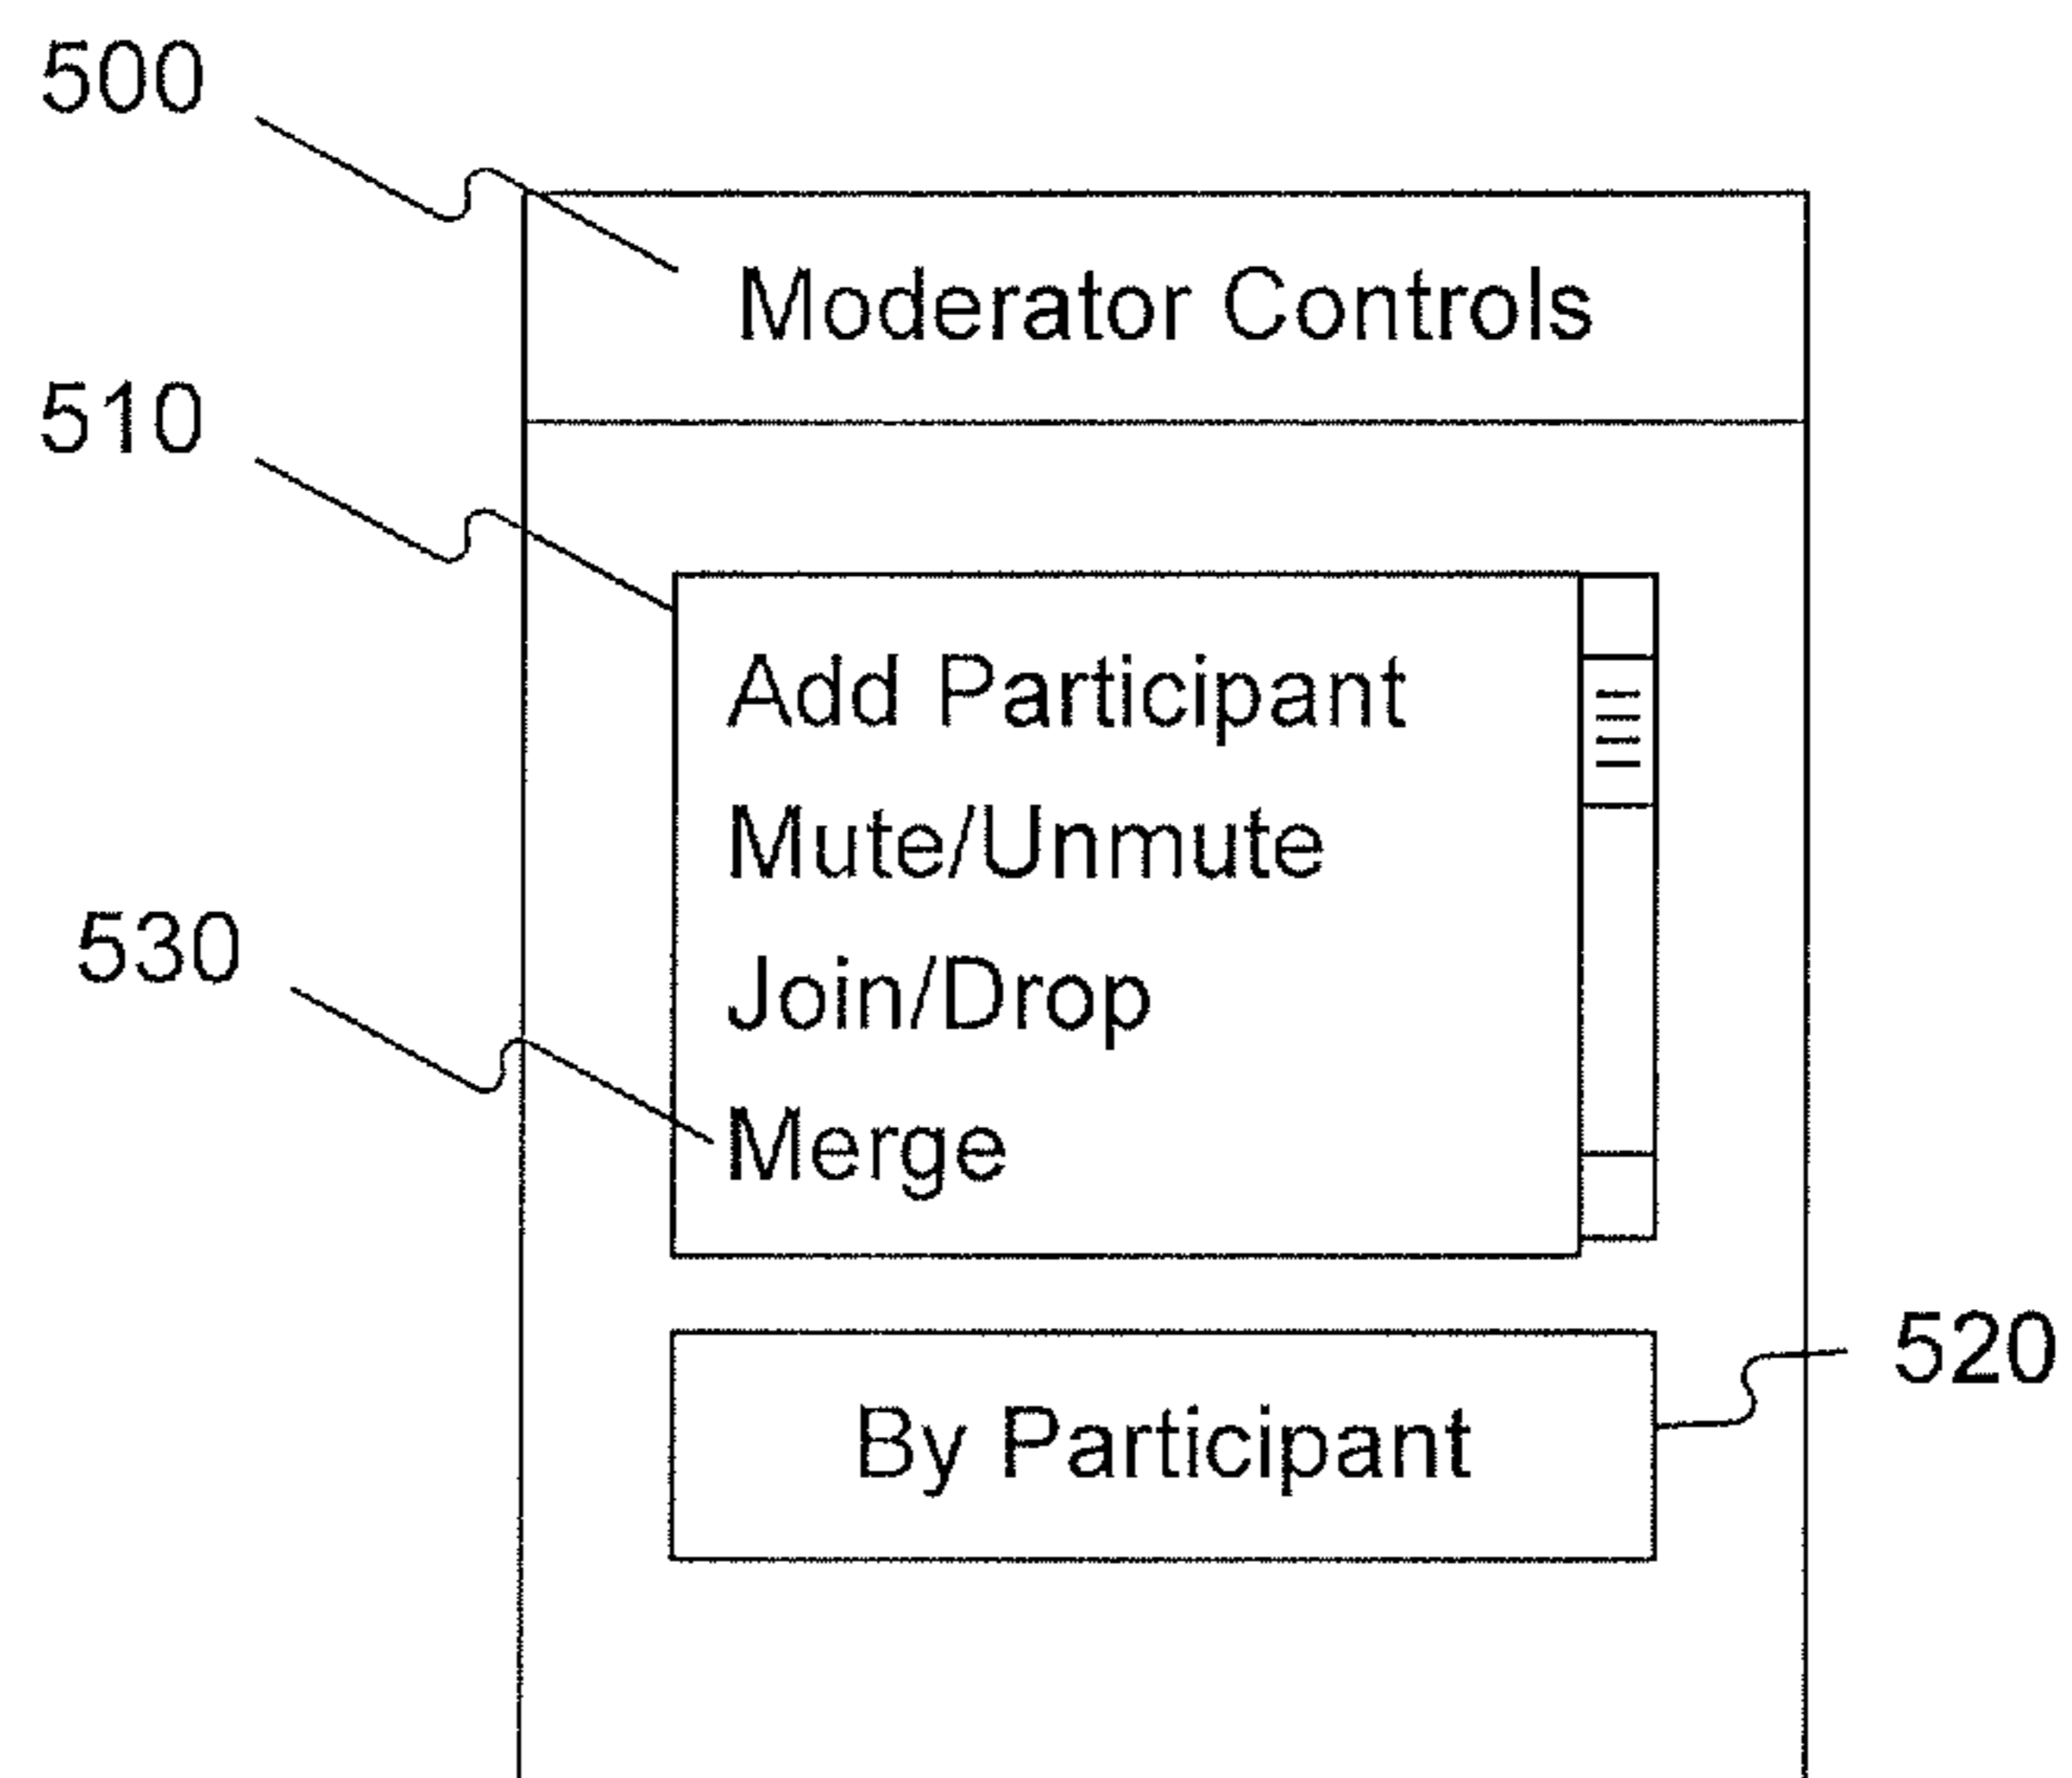 500
Moderator Controls
510
Add Participant
Mute/Unmute
530
Join/Drop
Merge
520
By Participant